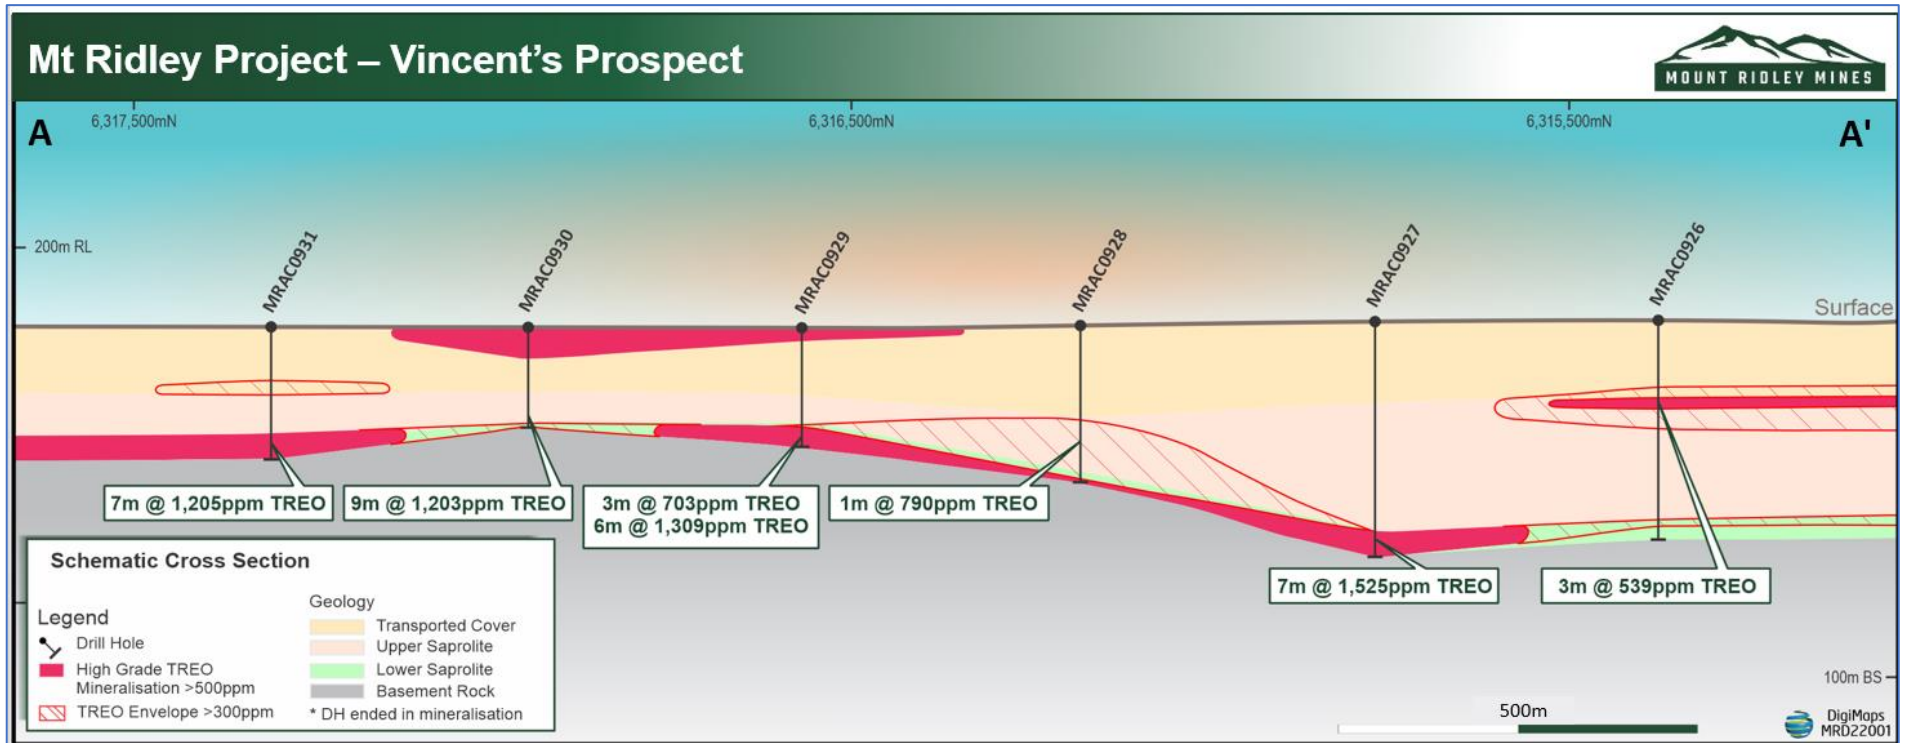 Mt Ridley Project – Vincent's Prospect
MOUNT RIDLEY MINES
6,317,500mN
6,316,500mN
6,315,500mN
A
A'
200m RL
MRAC0931
MRAC0930
MRAC0929
MRAC0928
MRAC0927
MRAC0926
Surface
7m @ 1,205ppm TREO
9m @ 1,203ppm TREO
3m @ 703ppm TREO
6m @ 1,309ppm TREO
1m @ 790ppm TREO
7m @ 1,525ppm TREO
3m @ 539ppm TREO
Schematic Cross Section
Legend
Drill Hole
High Grade TREO
Mineralisation >500ppm
TREO Envelope >300ppm
Geology
Transported Cover
Upper Saprolite
Lower Saprolite
Basement Rock
* DH ended in mineralisation
100m BS
500m
DigiMaps
MRD22001